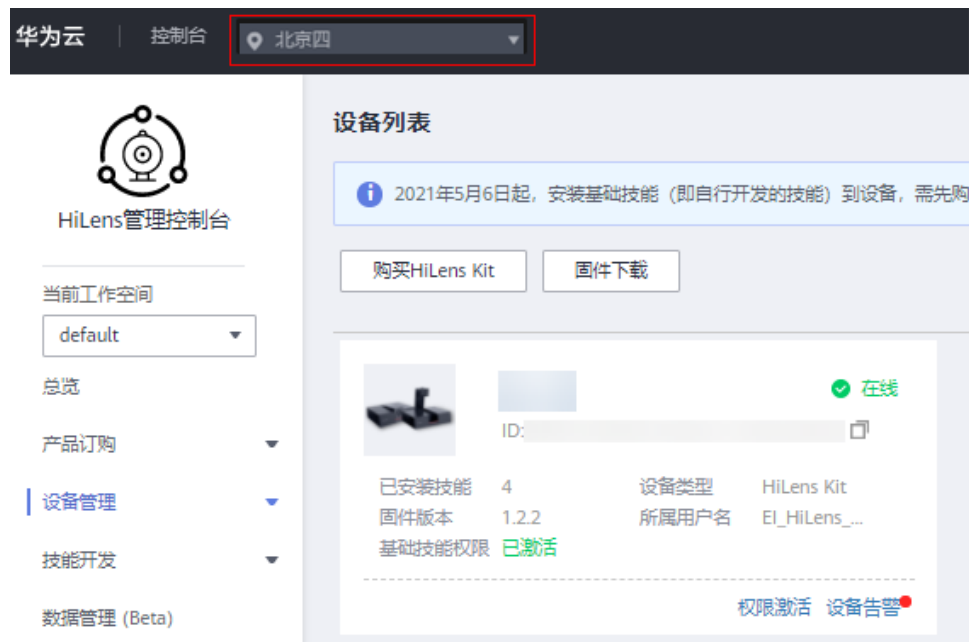 华为云 控制台 北京四
HiLens管理控制台
当前工作空间
default
总览
产品订购
设备管理
技能开发
数据管理 (Beta)
设备列表
2021年5月6日起，安装基础技能（即自行开发的技能）到设备，需先购
购买HiLens Kit 固件下载
在线
ID:
已安装技能 4 设备类型 HiLens Kit
固件版本 1.2.2 所属用户名 EI_HiLens_...
基础技能权限 已激活
权限激活 设备告警